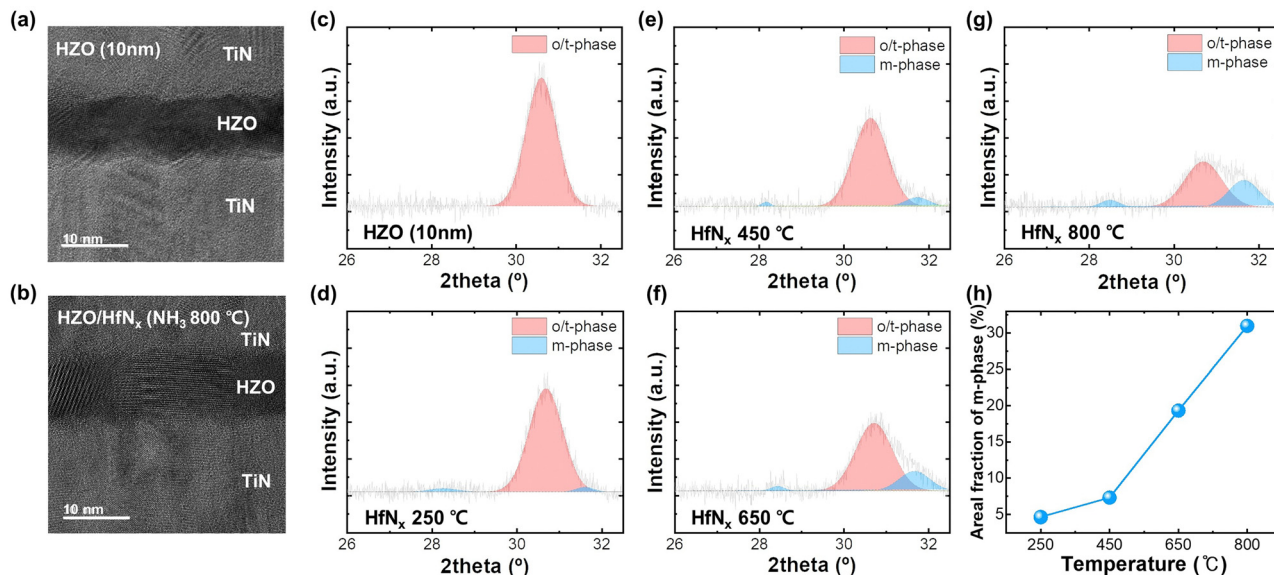 (a)
HZO (10nm)
TiN
HZO
TiN
10 nm
(b)
HZO/HfNₓ (NH₃ 800 ℃)
TiN
HZO
TiN
10 nm
(c)
o/t-phase
Intensity (a.u.)
HZO (10nm)
26 28 30 32
2theta (º)
(d)
o/t-phase
m-phase
Intensity (a.u.)
HfNₓ 250 ℃
26 28 30 32
2theta (º)
(e)
o/t-phase
m-phase
Intensity (a.u.)
HfNₓ 450 ℃
26 28 30 32
2theta (º)
(f)
o/t-phase
m-phase
Intensity (a.u.)
HfNₓ 650 ℃
26 28 30 32
2theta (º)
(g)
o/t-phase
m-phase
Intensity (a.u.)
HfNₓ 800 ℃
26 28 30 32
2theta (º)
(h)
Areal fraction of m-phase (%)
30
25
20
15
10
5
250 450 650 800
Temperature (℃)